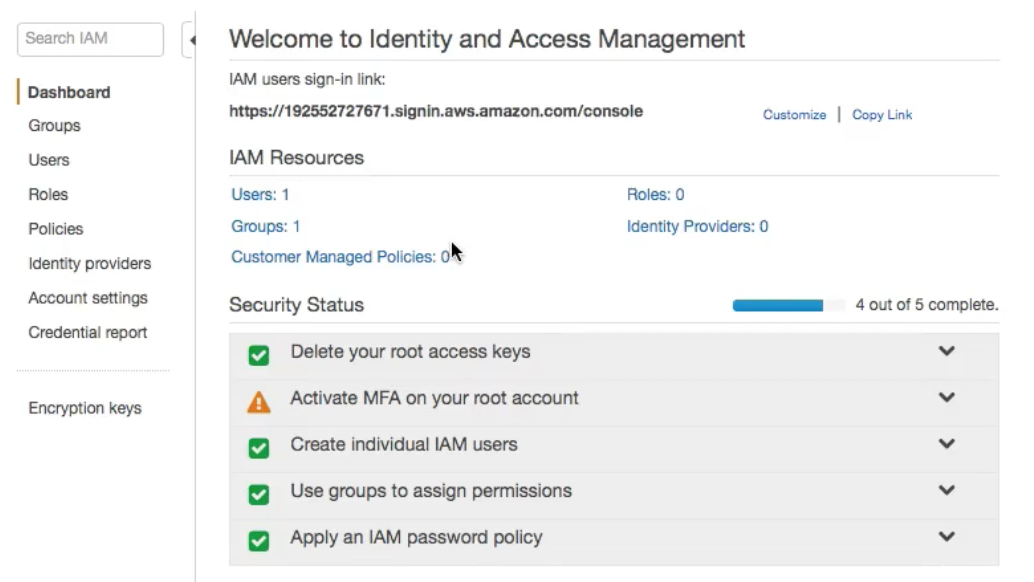 Search IAM
Dashboard
Groups
Users
Roles
Policies
Identity providers
Account settings
Credential report
Encryption keys
Welcome to Identity and Access Management
IAM users sign-in link:
https://192552727671.signin.aws.amazon.com/console
Customize | Copy Link
IAM Resources
Users: 1
Roles: 0
Groups: 1
Identity Providers: 0
Customer Managed Policies: 0
Security Status
4 out of 5 complete.
Delete your root access keys
Activate MFA on your root account
Create individual IAM users
Use groups to assign permissions
Apply an IAM password policy